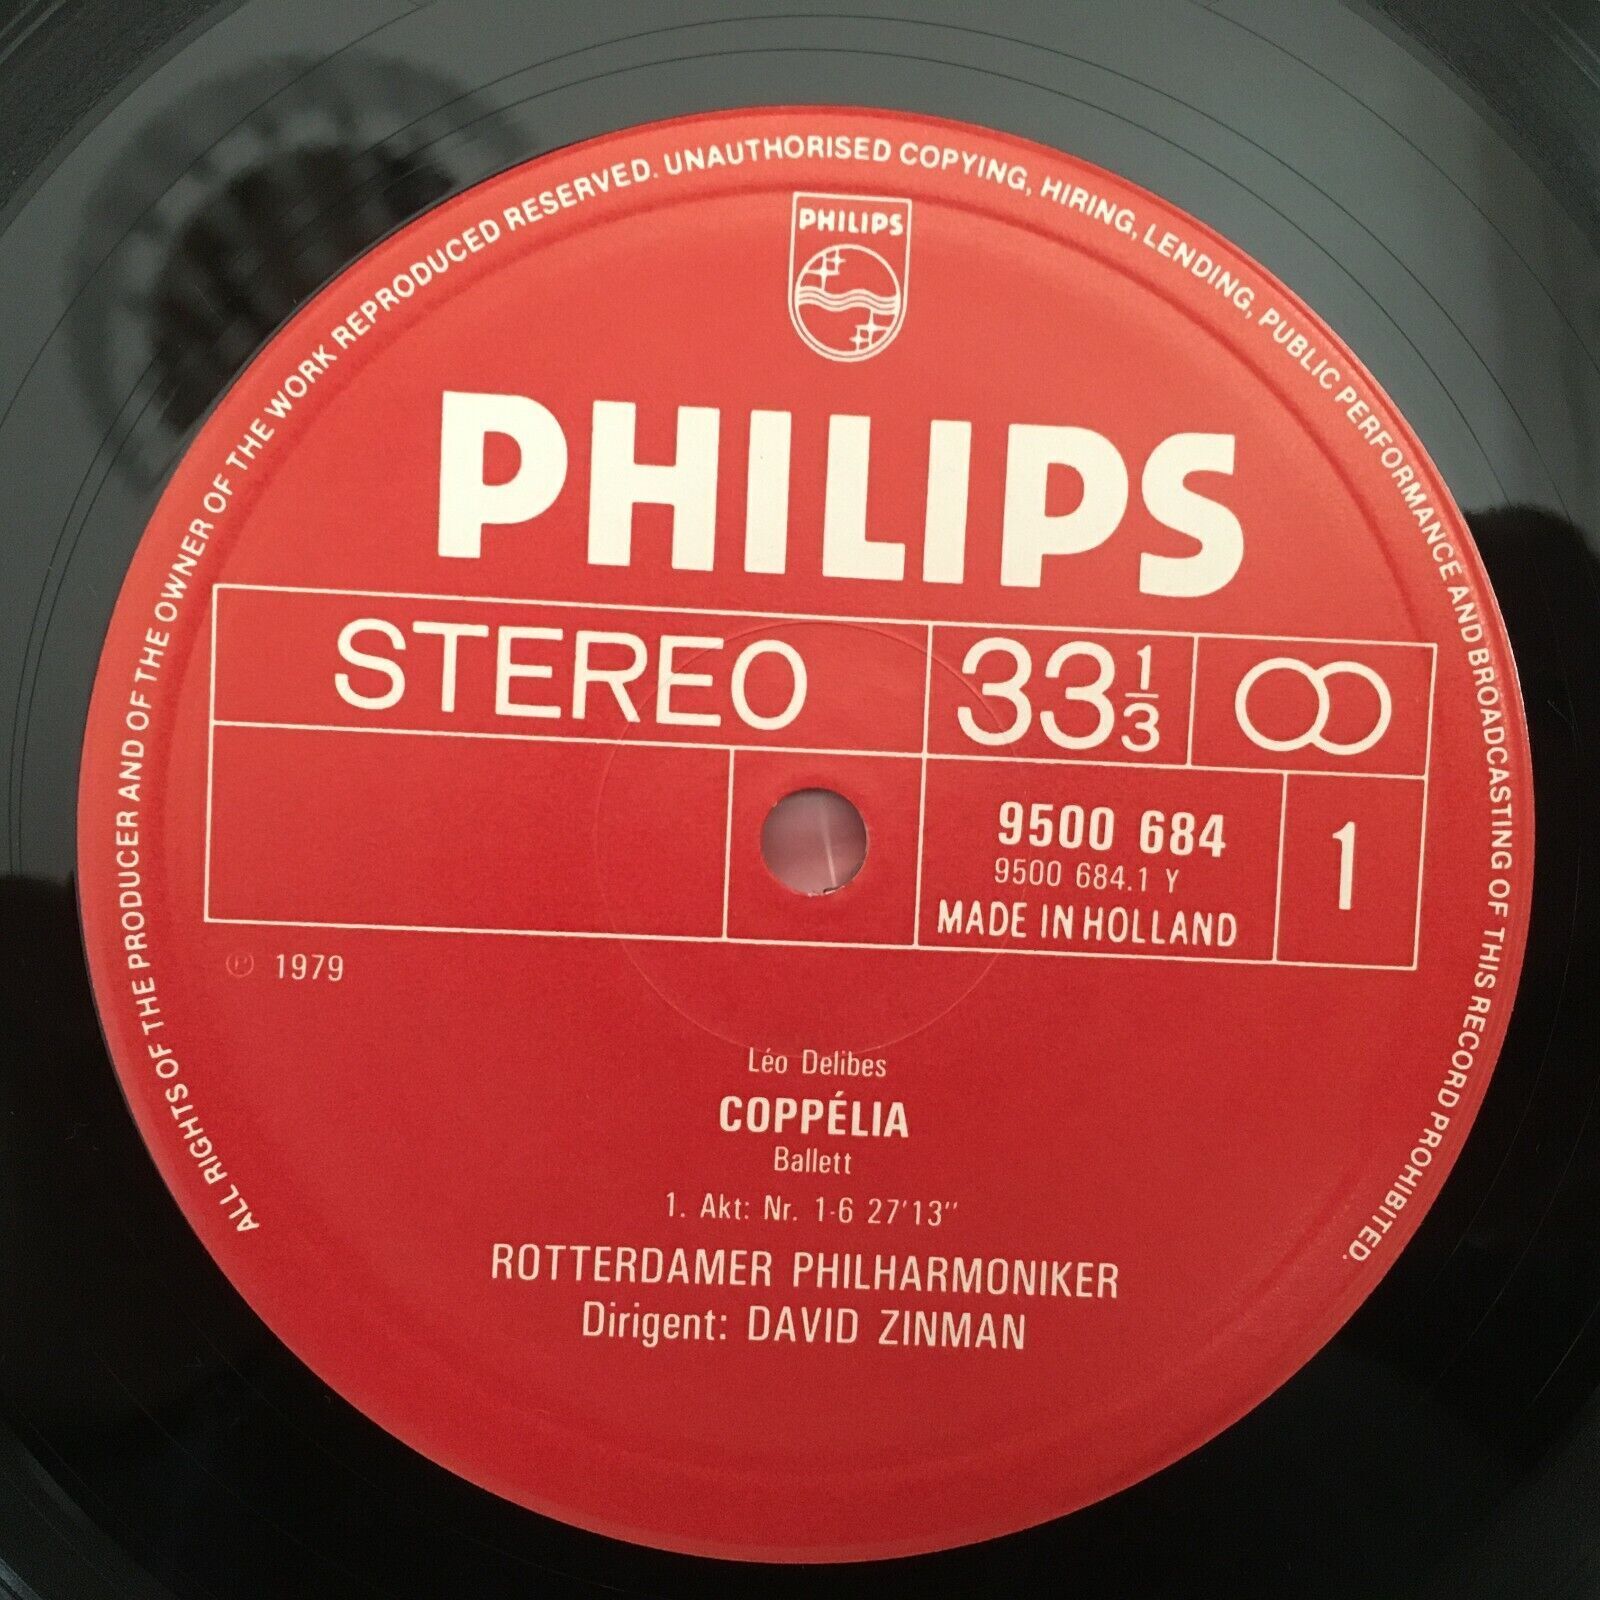 ALL RIGHTS OF THE PRODUCER AND OF THE OWNER OF THE WORK REPRODUCED RESERVED. UNAUTHORISED COPYING, HIRING, LENDING, PUBLIC PERFORMANCE AND BROADCASTING OF THIS RECORD PROHIBITED.
PHILIPS
PHILIPS
STEREO 33 1/3
9500 684 1
9500 684.1 Y
MADE IN HOLLAND
℗ 1979
Léo Delibes
COPPÉLIA
Ballett
1. Akt: Nr. 1-6 27'13"
ROTTERDAMER PHILHARMONIKER
Dirigent: DAVID ZINMAN